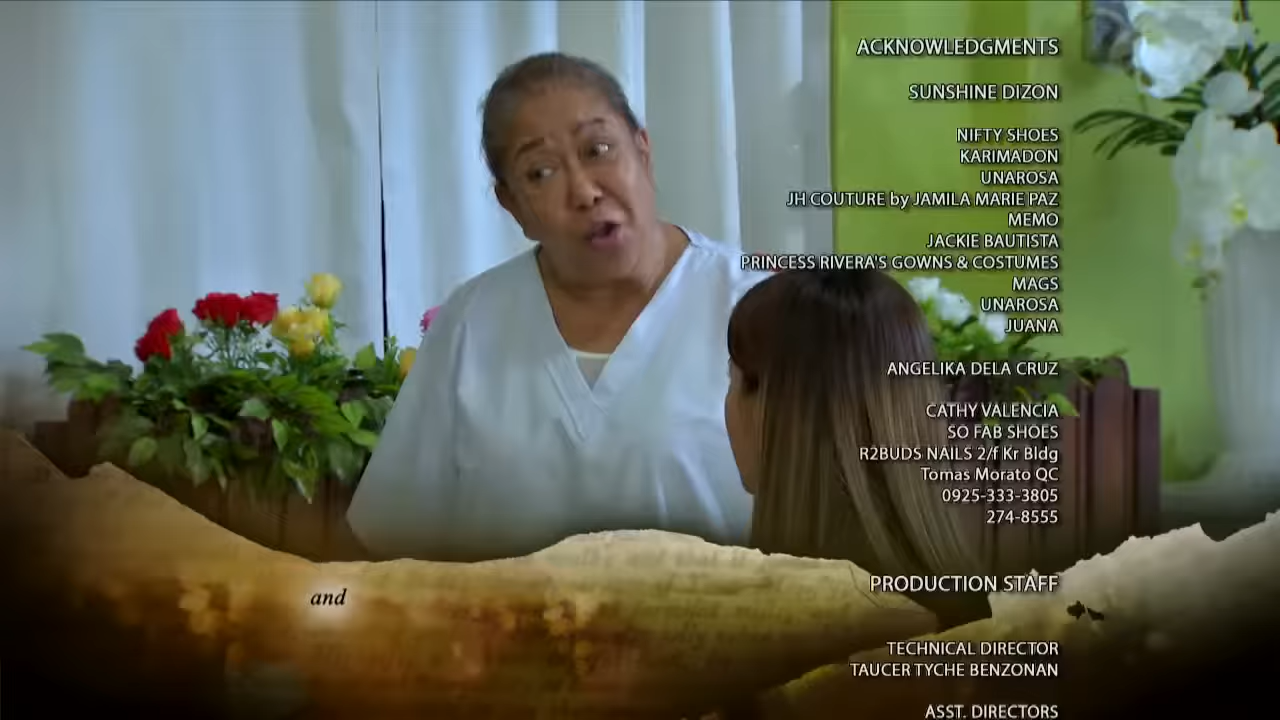 ACKNOWLEDGMENTS
SUNSHINE DIZON
NIFTY SHOES
KARIMADON
UNAROSA
JH COUTURE by JAMILA MARIE PAZ
MEMO
JACKIE BAUTISTA
PRINCESS RIVERA'S GOWNS & COSTUMES
MAGS
UNAROSA
JUANA
ANGELIKA DELA CRUZ
CATHY VALENCIA
SO FAB SHOES
R2BUDS NAILS 2/f Kr Bldg
Tomas Morato QC
0925-333-3805
274-8555
PRODUCTION STAFF
and
TECHNICAL DIRECTOR
TAUCER TYCHE BENZONAN
ASST. DIRECTORS